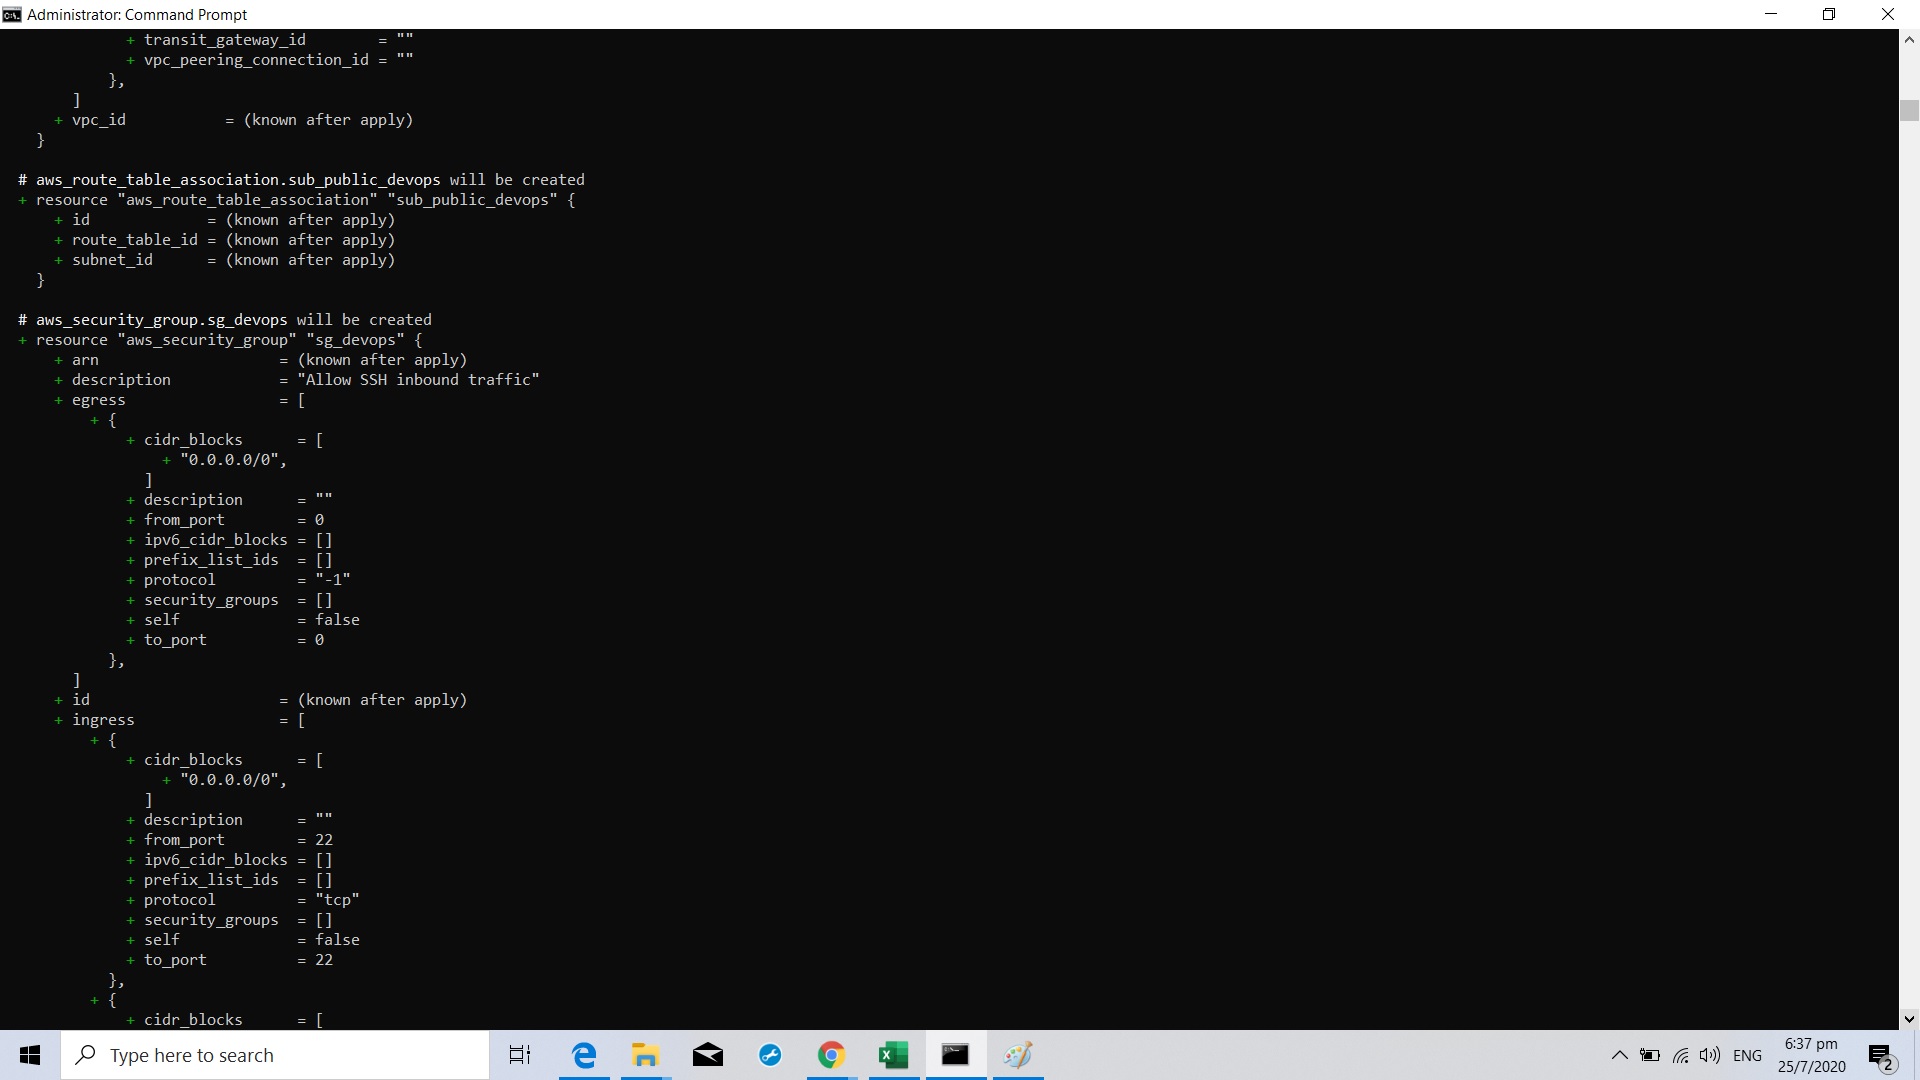 Administrator: Command Prompt
            + transit_gateway_id        = ""
            + vpc_peering_connection_id = ""
          },
      ]
    + vpc_id           = (known after apply)
  }
# aws_route_table_association.sub_public_devops will be created
+ resource "aws_route_table_association" "sub_public_devops" {
    + id             = (known after apply)
    + route_table_id = (known after apply)
    + subnet_id      = (known after apply)
  }
# aws_security_group.sg_devops will be created
+ resource "aws_security_group" "sg_devops" {
    + arn                    = (known after apply)
    + description            = "Allow SSH inbound traffic"
    + egress                 = [
        + {
            + cidr_blocks      = [
                + "0.0.0.0/0",
              ]
            + description      = ""
            + from_port        = 0
            + ipv6_cidr_blocks = []
            + prefix_list_ids  = []
            + protocol         = "-1"
            + security_groups  = []
            + self             = false
            + to_port          = 0
          },
      ]
    + id                     = (known after apply)
    + ingress                = [
        + {
            + cidr_blocks      = [
                + "0.0.0.0/0",
              ]
            + description      = ""
            + from_port        = 22
            + ipv6_cidr_blocks = []
            + prefix_list_ids  = []
            + protocol         = "tcp"
            + security_groups  = []
            + self             = false
            + to_port          = 22
          },
        + {
            + cidr_blocks      = [
Type here to search
ENG
6:37 pm
25/7/2020
2